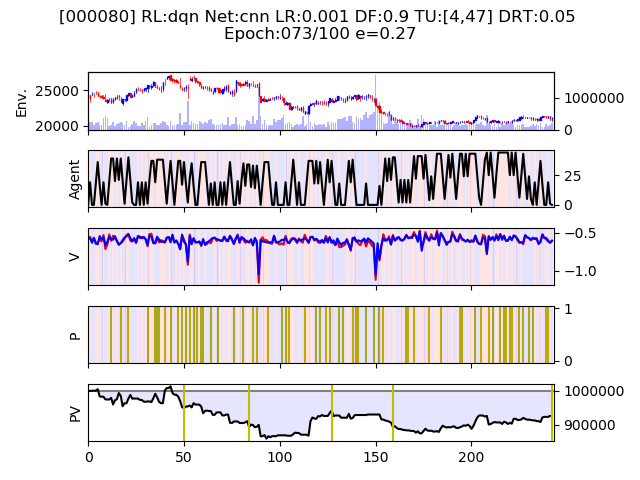 [000080] RL:dqn Net:cnn LR:0.001 DF:0.9 TU:[4,47] DRT:0.05
Epoch:073/100 e=0.27
Env.
25000
20000
1000000
0
Agent
25
0
V
−0.5
−1.0
P
1
0
PV
1000000
900000
0 50 100 150 200